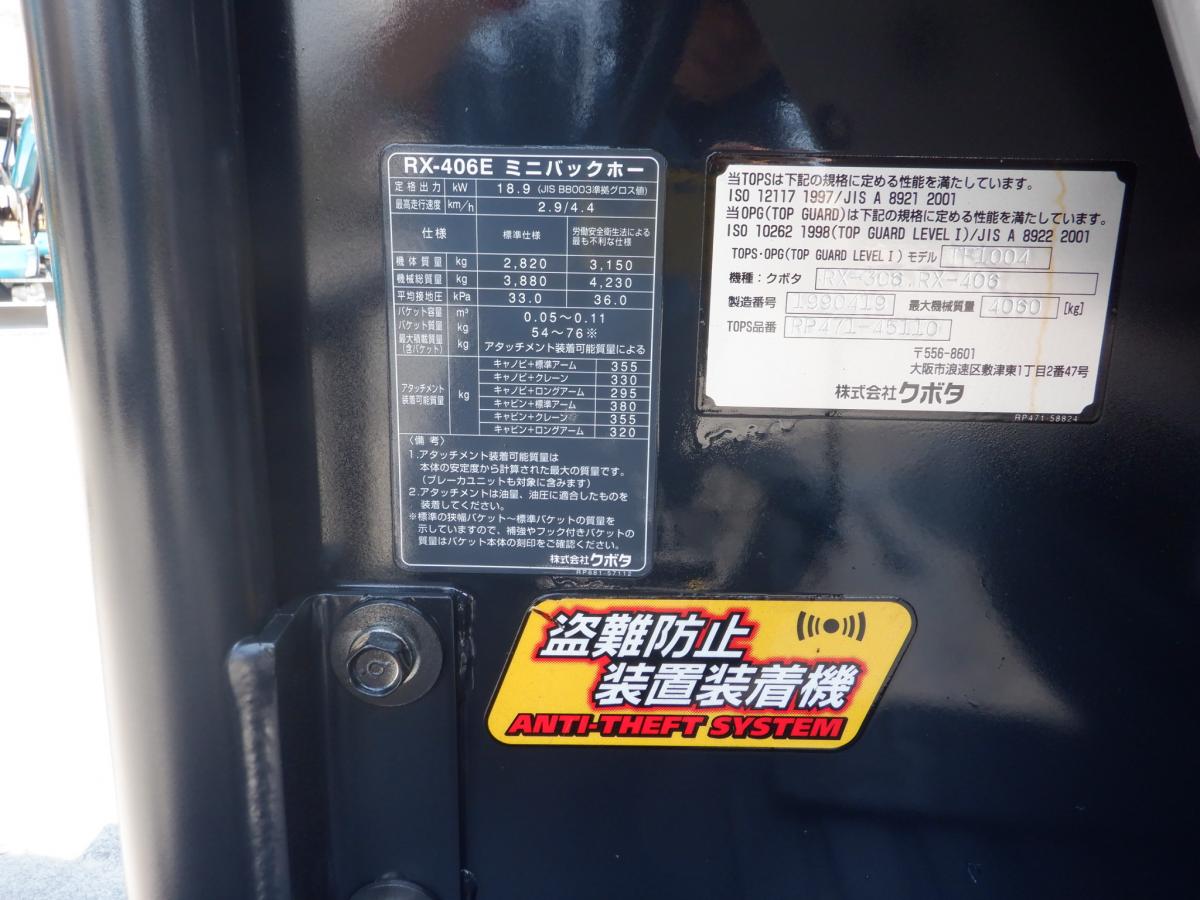 RX-406E ミニバックホー
定格出力 kW 18.9 (JIS B8003準拠グロス値)
最高走行速度 km/h 2.9/4.4
仕様 標準仕様 労働安全衛生法による最も不利な仕様
機体質量 kg 2,820 3,150
機械総質量 kg 3,880 4,230
平均接地圧 kPa 33.0 36.0
バケット容量 m³ 0.05〜0.11
バケット質量 kg 54〜76※
最大積載質量(含バケット) kg アタッチメント装着可能質量による
アタッチメント装着可能質量 kg
キャノピ+標準アーム 355
キャノピ+クレーン 330
キャノピ+ロングアーム 295
キャビン+標準アーム 380
キャビン+クレーン 355
キャビン+ロングアーム 320
〈備考〉
1.アタッチメント装着可能質量は
本体の安定度から計算された最大の質量です。
(ブレーカユニットも対象に含みます)
2.アタッチメントは油量、油圧に適合したものを
装着してください。
※標準の狭幅バケット〜標準バケットの質量を
示していますので、補強やフック付きバケットの
質量はバケット本体の刻印をご確認ください。
株式会社クボタ
RP881-57112
当TOPSは下記の規格に定める性能を満たしています。
ISO 12117 1997/JIS A 8921 2001
当OPG(TOP GUARD)は下記の規格に定める性能を満たしています。
ISO 10262 1998(TOP GUARD LEVEL I)/JIS A 8922 2001
TOPS・OPG(TOP GUARD LEVEL I) モデル
機種:クボタ RX-306,RX-406
製造番号 1990419 最大機械質量 4060 [kg]
TOPS品番 RP471-46110
〒556-8601
大阪市浪速区敷津東1丁目2番47号
株式会社クボタ
RP471-58824
盗難防止
装置装着機
ANTI-THEFT SYSTEM